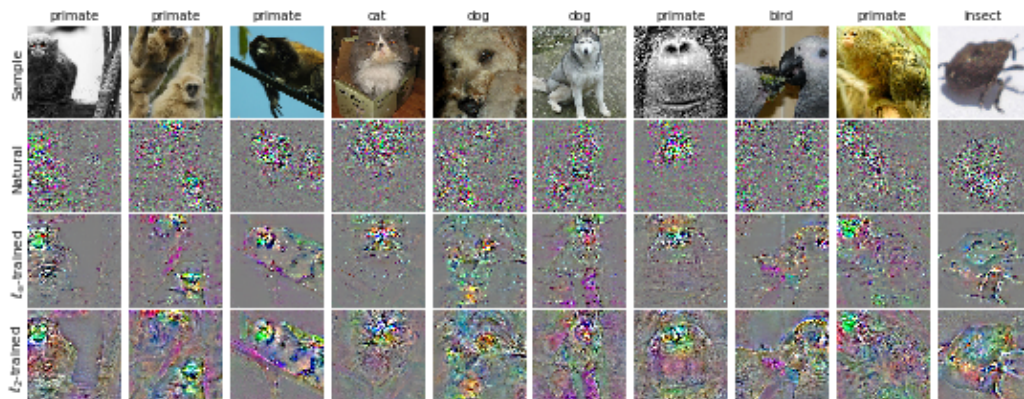 primate primate primate cat dog dog primate bird primate insect
Sample
Natural
ℓ∞-trained
ℓ2-trained